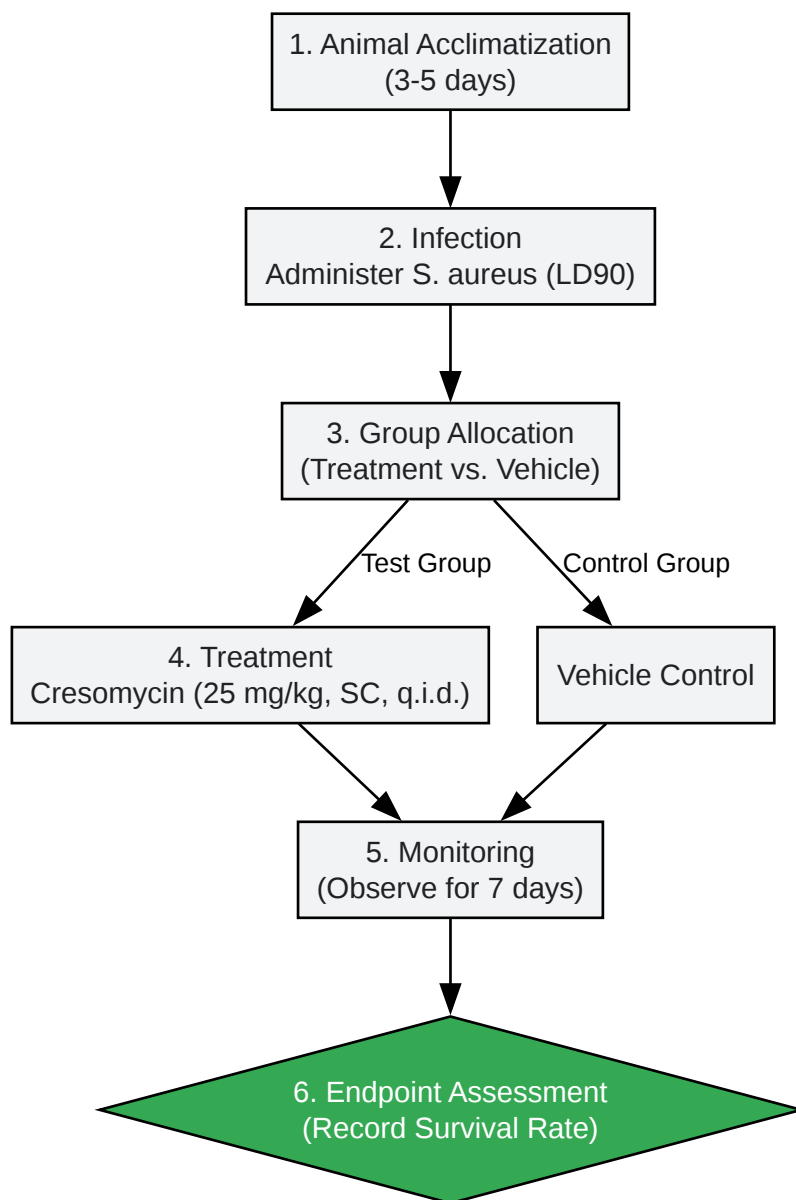 1. Animal Acclimatization
(3-5 days)
2. Infection
Administer S. aureus (LD90)
3. Group Allocation
(Treatment vs. Vehicle)
Test Group
Control Group
4. Treatment
Cresomycin (25 mg/kg, SC, q.i.d.)
Vehicle Control
5. Monitoring
(Observe for 7 days)
6. Endpoint Assessment
(Record Survival Rate)